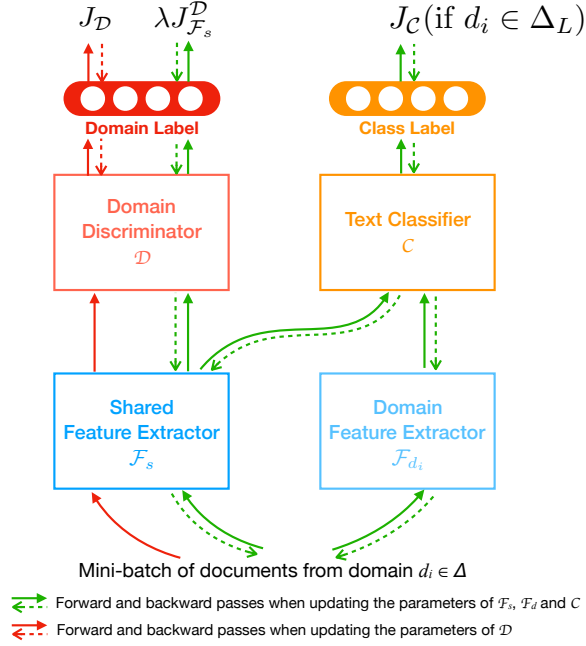 J_𝒟 λJ_{ℱ_s}^𝒟 J_𝒞(if d_i ∈ Δ_L)
Domain Label Class Label
Domain
Discriminator
𝒟
Text Classifier
𝒞
Shared
Feature Extractor
ℱ_s
Domain
Feature Extractor
ℱ_{d_i}
Mini-batch of documents from domain d_i ∈ Δ
Forward and backward passes when updating the parameters of ℱ_s, ℱ_d and 𝒞
Forward and backward passes when updating the parameters of 𝒟